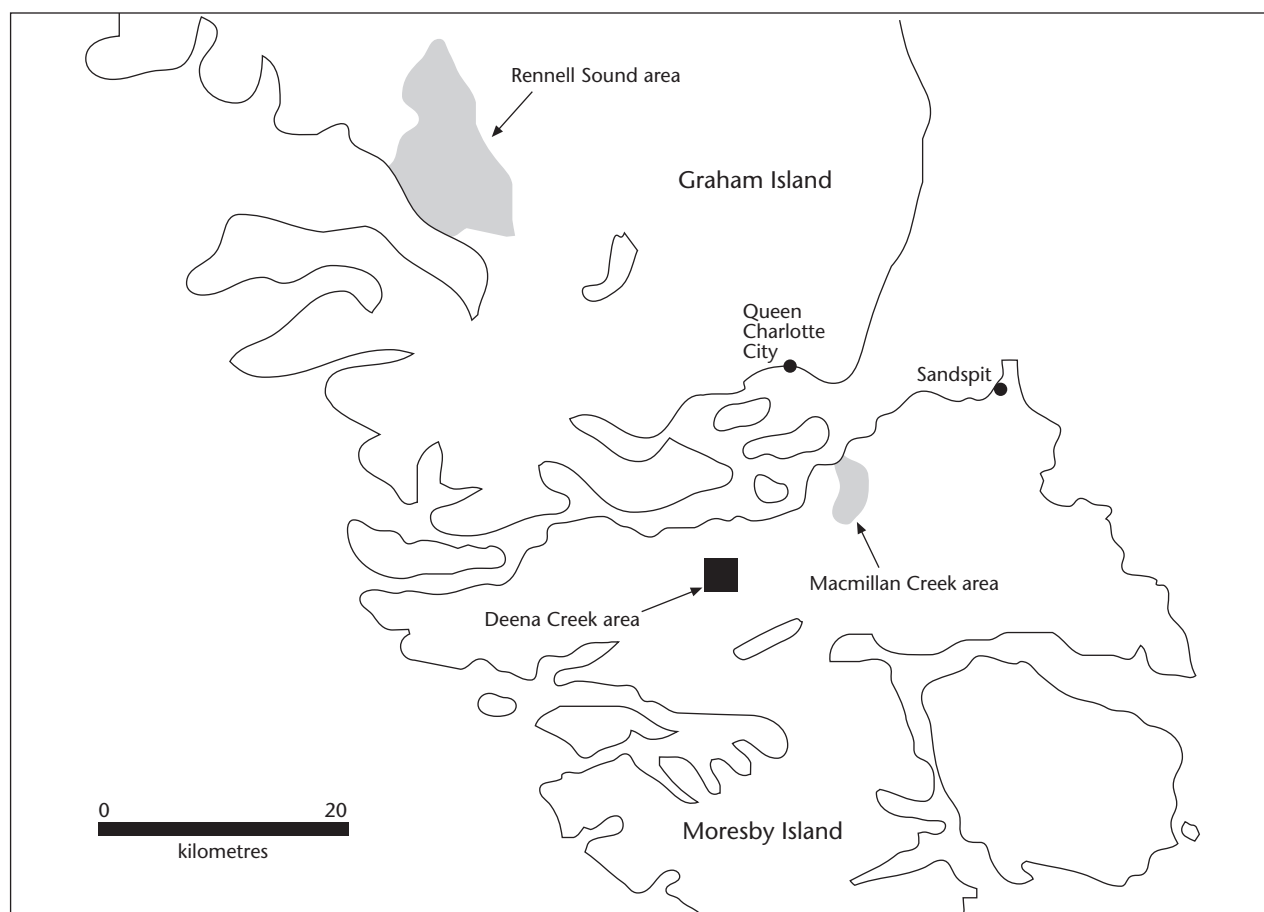 Rennell Sound area
Graham Island
Queen
Charlotte
City
Sandspit
Macmillan Creek area
Deena Creek area
0 20
kilometres
Moresby Island